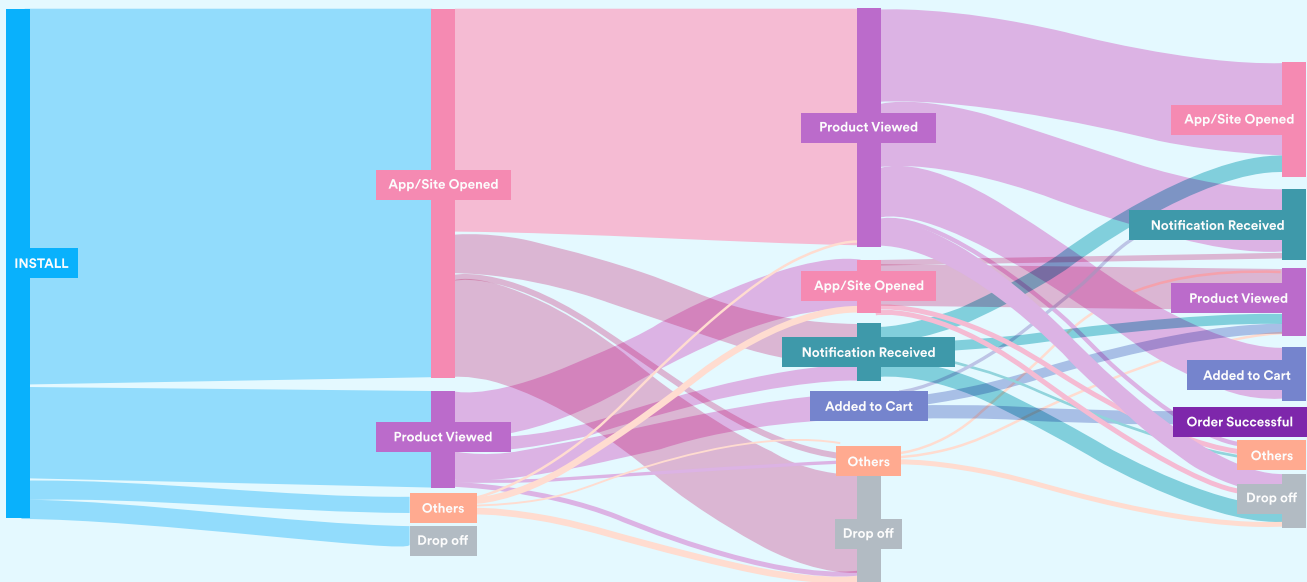 INSTALL
App/Site Opened
Product Viewed
Others
Drop off
Product Viewed
App/Site Opened
Notification Received
Added to Cart
Others
Drop off
App/Site Opened
Notification Received
Product Viewed
Added to Cart
Order Successful
Others
Drop off